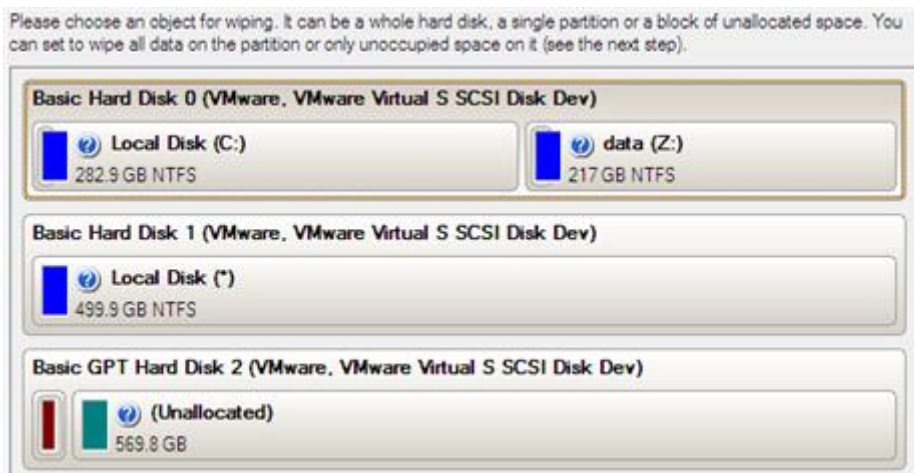 Please choose an object for wiping. It can be a whole hard disk, a single partition or a block of unallocated space. You
can set to wipe all data on the partition or only unoccupied space on it (see the next step).
Basic Hard Disk 0 (VMware, VMware Virtual S SCSI Disk Dev)
Local Disk (C:)
282.9 GB NTFS
data (Z:)
217 GB NTFS
Basic Hard Disk 1 (VMware, VMware Virtual S SCSI Disk Dev)
Local Disk (*)
499.9 GB NTFS
Basic GPT Hard Disk 2 (VMware, VMware Virtual S SCSI Disk Dev)
(Unallocated)
569.8 GB